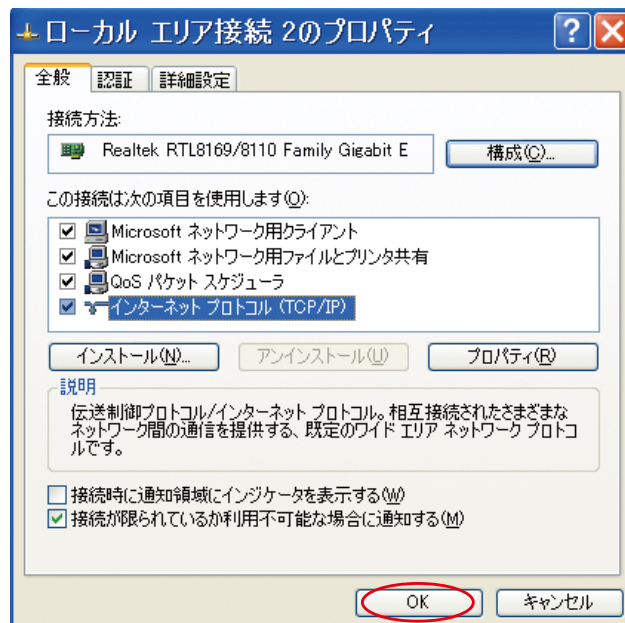 ローカル エリア接続 2のプロパティ
全般 認証 詳細設定
接続方法:
Realtek RTL8169/8110 Family Gigabit E 構成(C)...
この接続は次の項目を使用します(O):
Microsoft ネットワーク用クライアント
Microsoft ネットワーク用ファイルとプリンタ共有
QoS パケット スケジューラ
インターネット プロトコル (TCP/IP)
インストール(N)... アンインストール(U) プロパティ(R)
説明
伝送制御プロトコル/インターネット プロトコル。相互接続されたさまざまな
ネットワーク間の通信を提供する、既定のワイド エリア ネットワーク プロトコ
ルです。
接続時に通知領域にインジケータを表示する(W)
接続が限られているか利用不可能な場合に通知する(M)
OK キャンセル